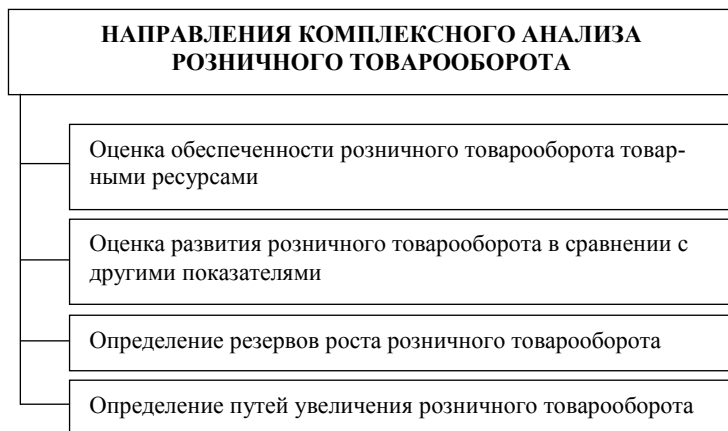 НАПРАВЛЕНИЯ КОМПЛЕКСНОГО АНАЛИЗА
РОЗНИЧНОГО ТОВАРООБОРОТА
Оценка обеспеченности розничного товарооборота товар-
ными ресурсами
Оценка развития розничного товарооборота в сравнении с
другими показателями
Определение резервов роста розничного товарооборота
Определение путей увеличения розничного товарооборота